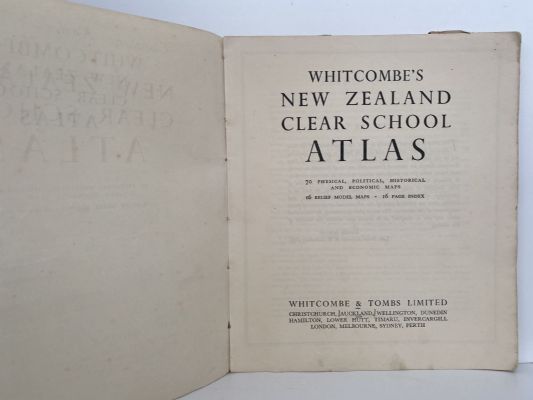 WHITCOMBE'S
NEW ZEALAND
CLEAR SCHOOL
ATLAS
70 PHYSICAL, POLITICAL, HISTORICAL
AND ECONOMIC MAPS
16 RELIEF MODEL MAPS - 16 PAGE INDEX
WHITCOMBE & TOMBS LIMITED
CHRISTCHURCH, AUCKLAND, WELLINGTON, DUNEDIN
HAMILTON, LOWER HUTT, TIMARU, INVERCARGILL
LONDON, MELBOURNE, SYDNEY, PERTH